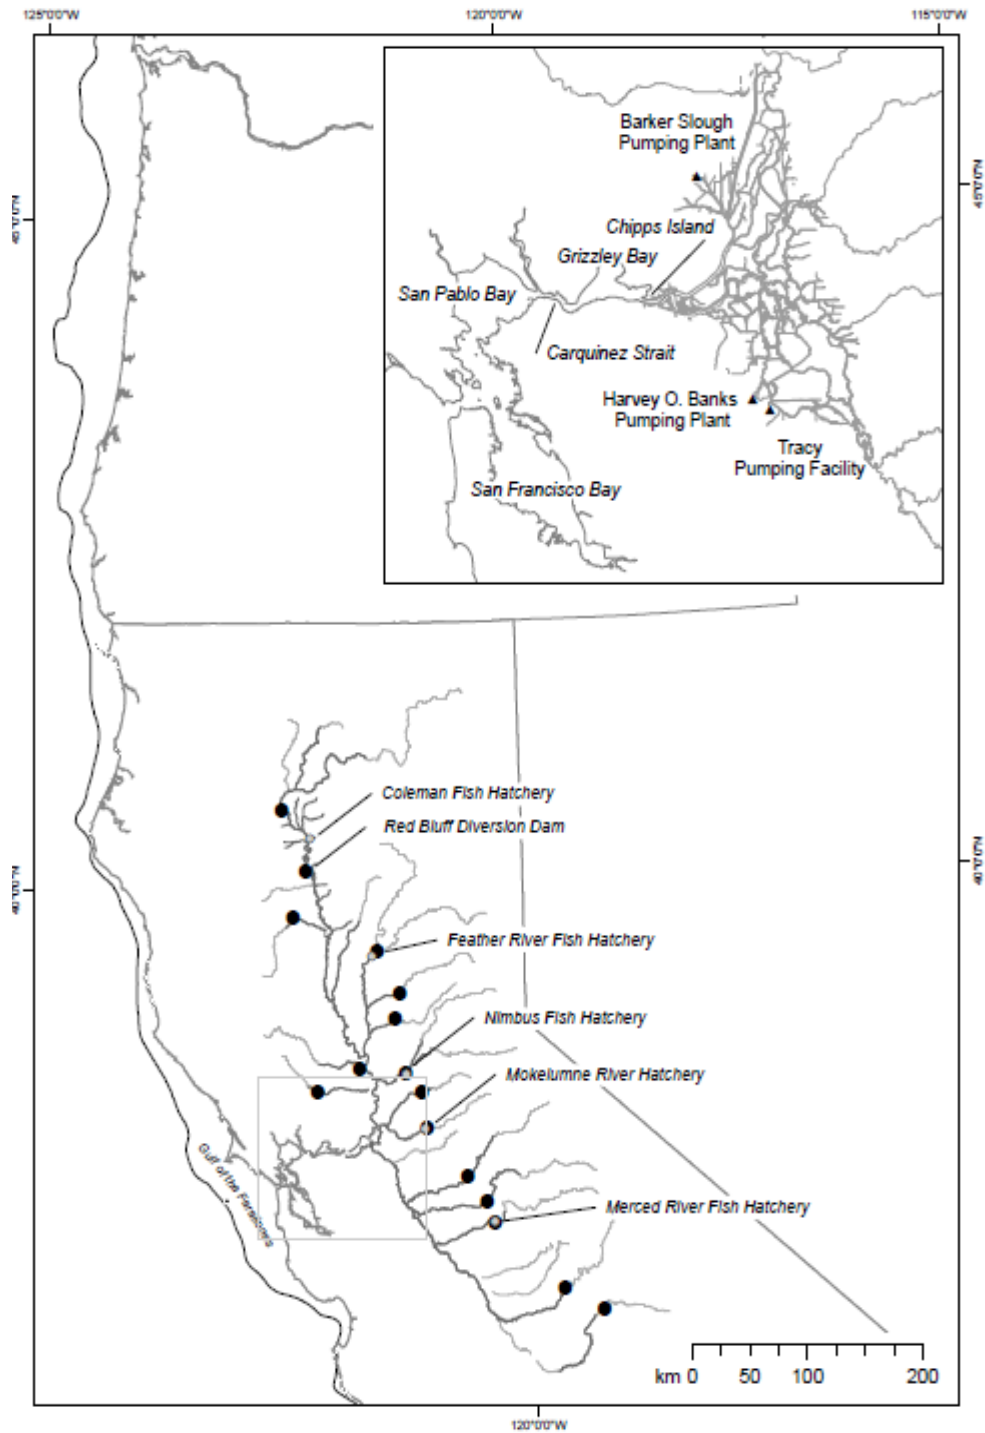 125°0'0"W
120°0'0"W
115°0'0"W
45°0'0"N
45°0'0"N
Barker Slough
Pumping Plant
Chipps Island
Grizzley Bay
San Pablo Bay
Carquinez Strait
Harvey O. Banks
Pumping Plant
Tracy
Pumping Facility
San Francisco Bay
Coleman Fish Hatchery
Red Bluff Diversion Dam
40°0'0"N
40°0'0"N
Feather River Fish Hatchery
Nimbus Fish Hatchery
Mokelumne River Hatchery
Gulf of the Farallones
Merced River Fish Hatchery
km 0 50 100 200
120°0'0"W